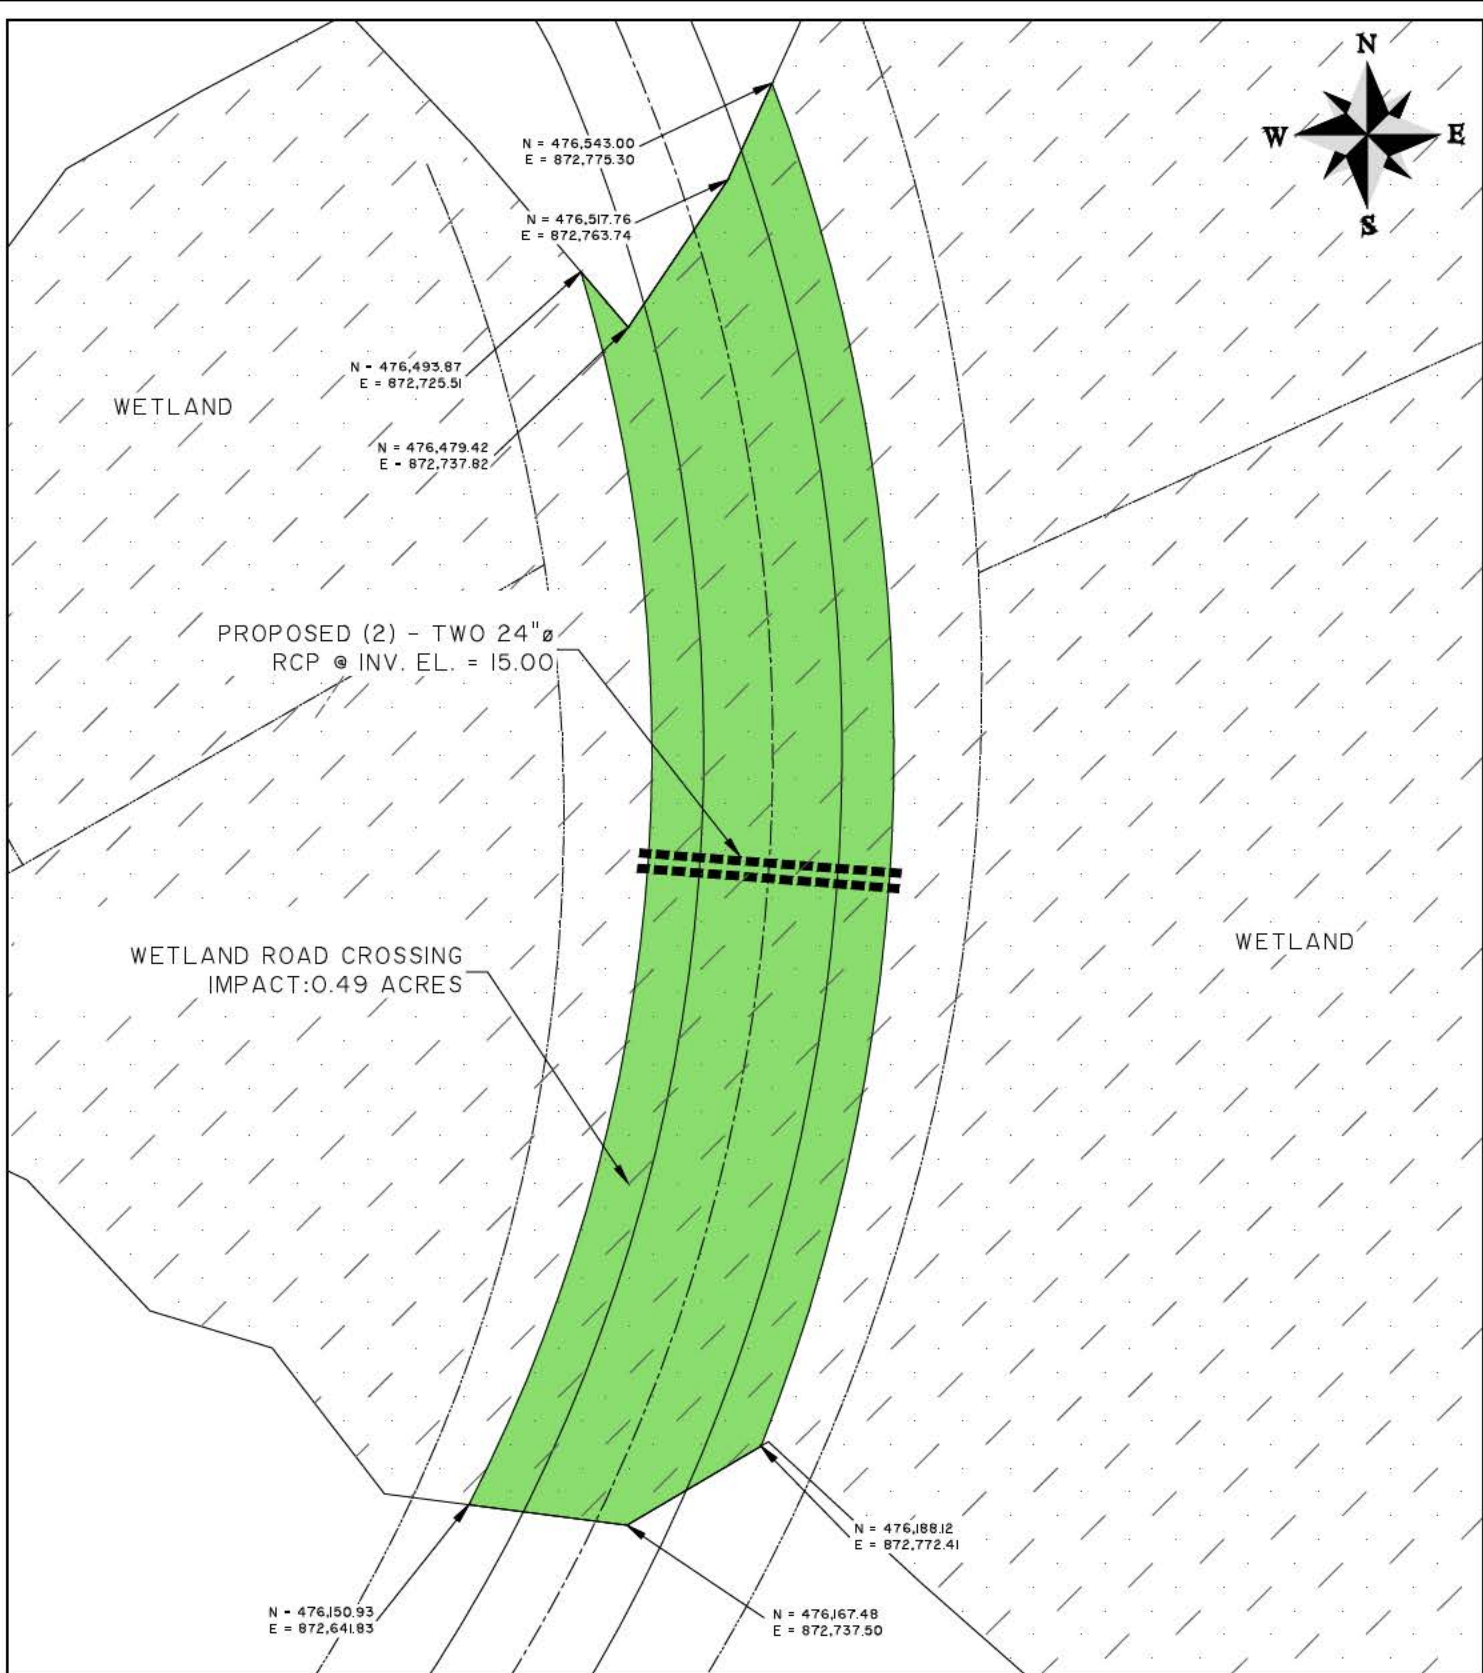 N
W
E
S
N = 476,543.00
E = 872,775.30
N = 476,517.76
E = 872,763.74
N - 476,493.87
E = 872,725.51
N = 476,479.42
E - 872,737.82
WETLAND
PROPOSED (2) - TWO 24"ø
RCP @ INV. EL. = 15.00
WETLAND
WETLAND ROAD CROSSING
IMPACT:0.49 ACRES
N = 476,188.12
E = 872,772.41
N - 476,150.93
E = 872,641.83
N = 476,167.48
E = 872,737.50